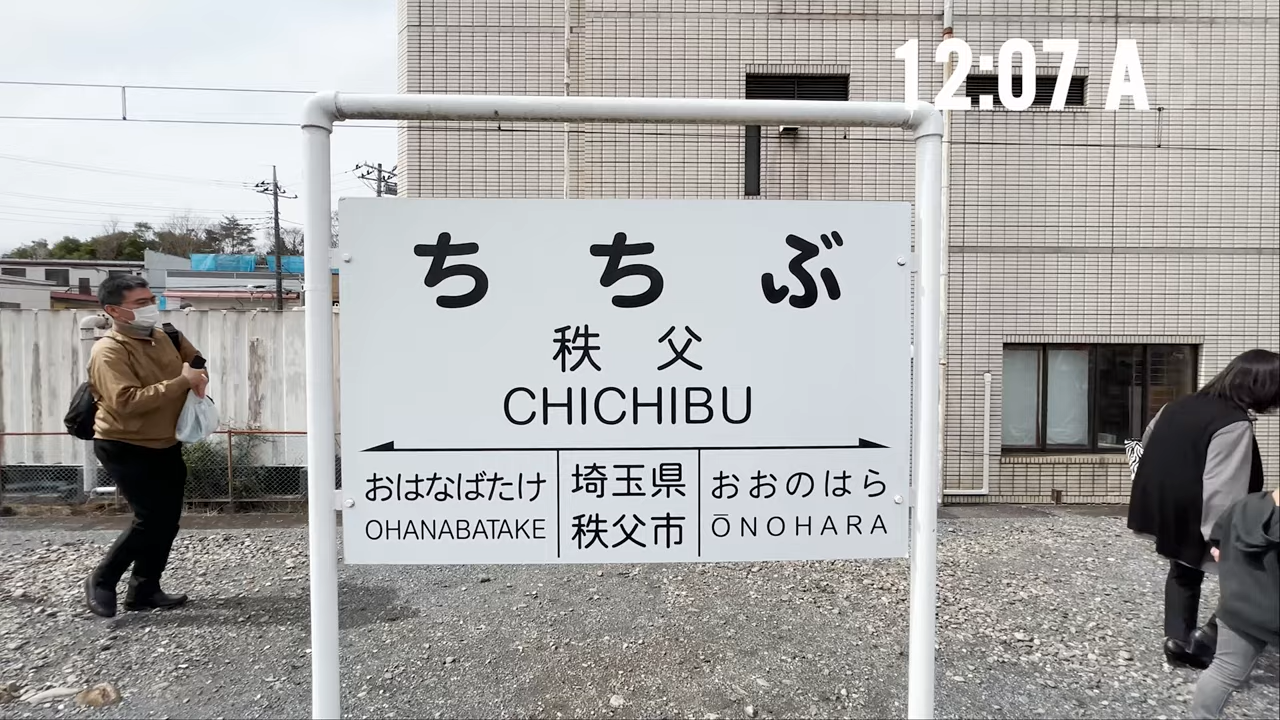 12:07 A
ちちぶ
秩父
CHICHIBU
おはなばたけ
OHANABATAKE
埼玉県
秩父市
おおのはら
ŌNOHARA